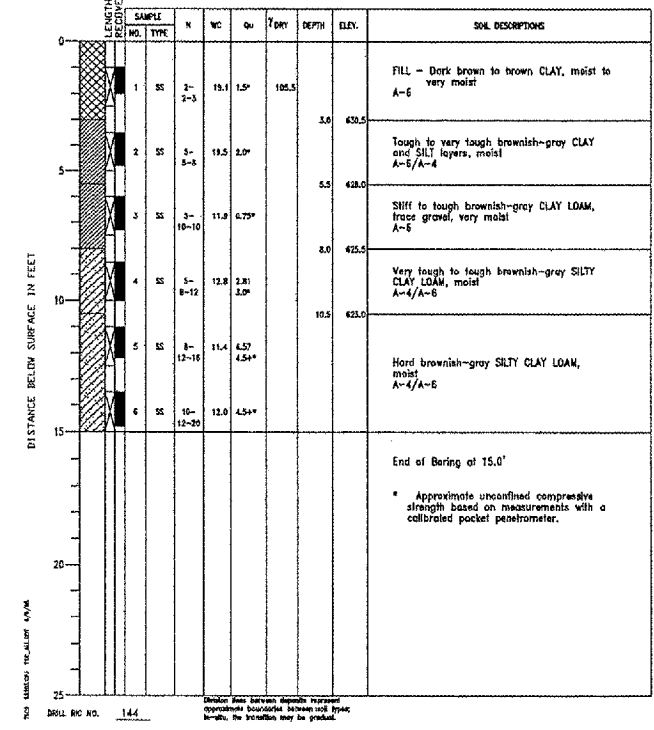 LENGTH
RECOVERY
SAMPLE
NO. TYPE N WC Qu γDRY DEPTH ELEV. SOIL DESCRIPTIONS
0
FILL - Dark brown to brown CLAY, moist to
very moist
A-6
1 SS 2-
2-3 19.1 1.5* 105.5
3.0 630.5
Tough to very tough brownish-gray CLAY
and SILT layers, moist
A-6/A-4
2 SS 3-
5-8 19.5 2.0*
5
5.5 628.0
Stiff to tough brownish-gray CLAY LOAM,
trace gravel, very moist
A-6
3 SS 3-
10-10 11.9 0.75*
8.0 625.5
Very tough to tough brownish-gray SILTY
CLAY LOAM, moist
A-4/A-6
4 SS 5-
8-12 12.8 2.81
3.0*
10
10.5 623.0
5 SS 8-
12-16 11.4 6.57
4.5+*
Hard brownish-gray SILTY CLAY LOAM,
moist
A-4/A-6
6 SS 10-
12-20 12.0 4.5+*
15
End of Boring at 15.0'
* Approximate unconfined compressive
strength based on measurements with a
calibrated pocket penetrometer.
20
25
DISTANCE BELOW SURFACE IN FEET
DRILL RIG NO. 144
Division lines between deposits represent
approximate boundaries between soil types;
in-situ, the transition may be gradual.